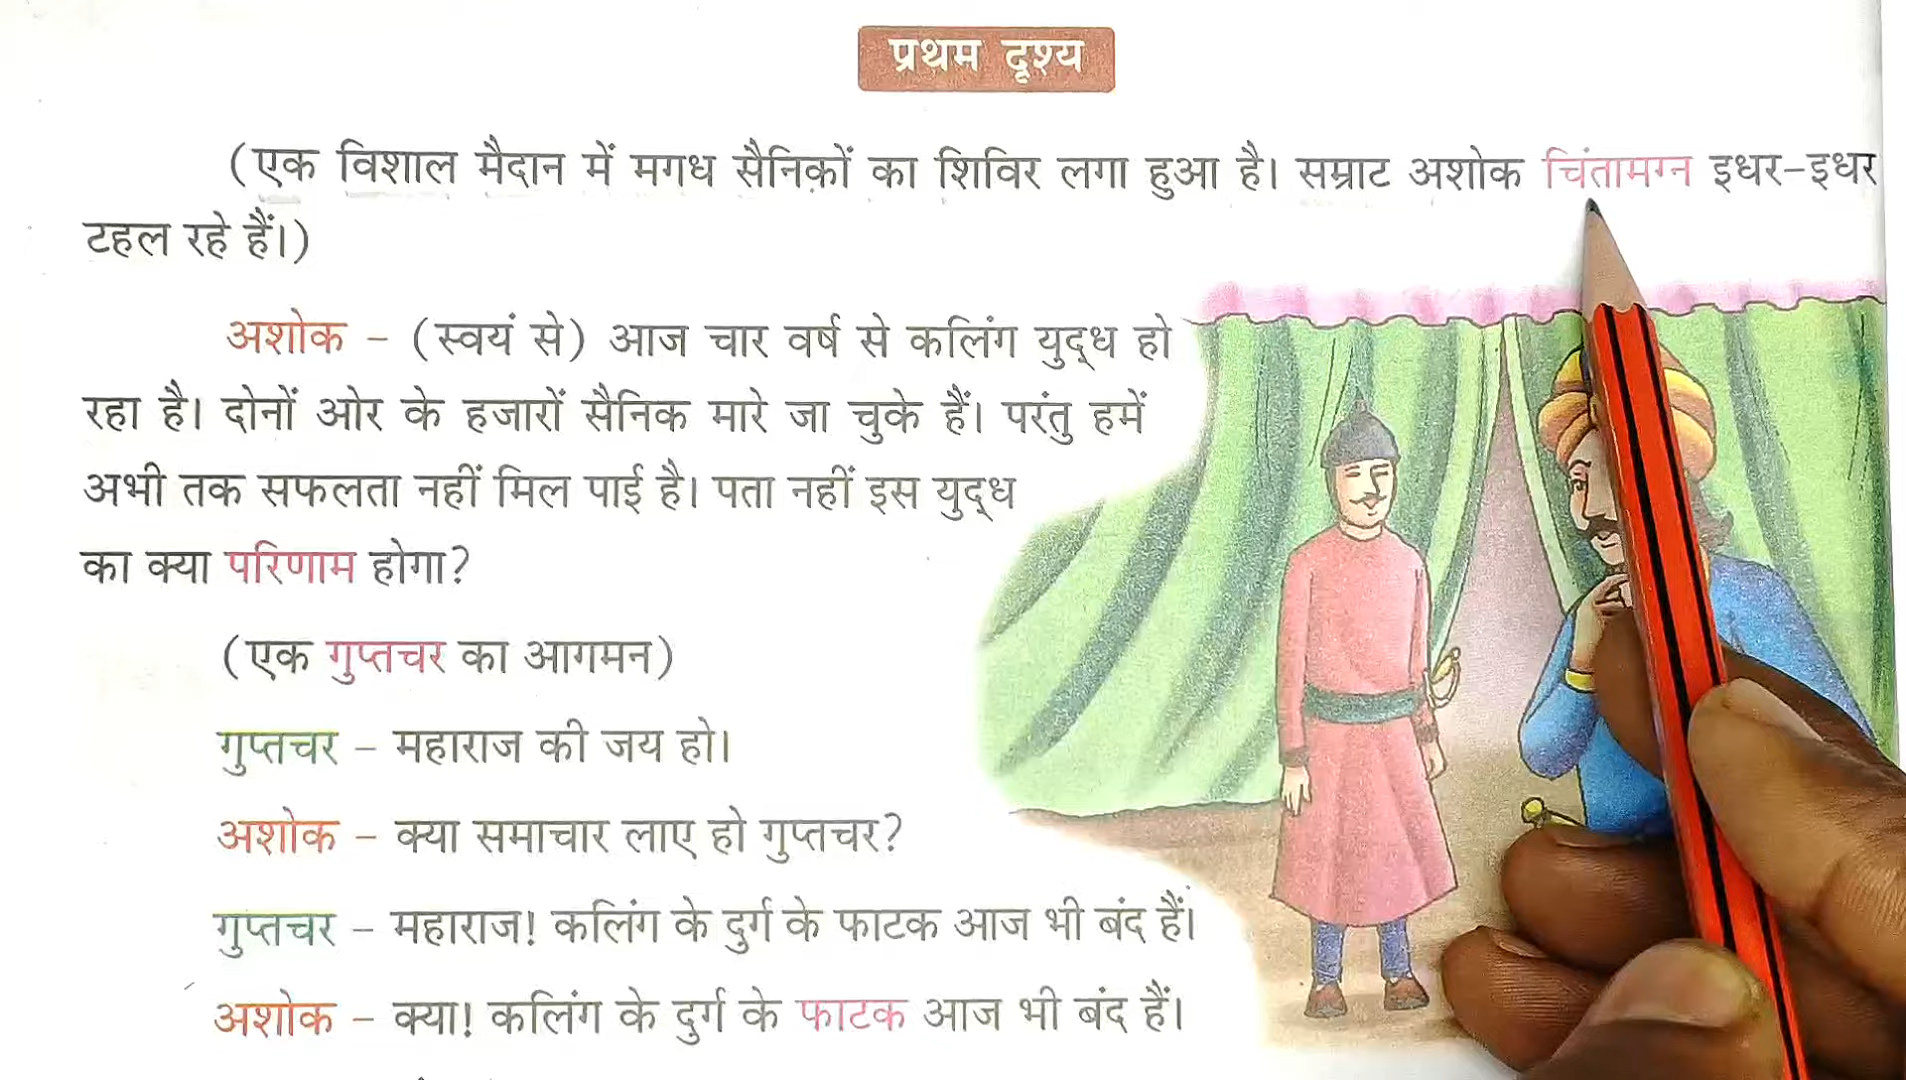 प्रथम दृश्य
(एक विशाल मैदान में मगध सैनिकों का शिविर लगा हुआ है। सम्राट अशोक चिंतामग्न इधर-इधर
टहल रहे हैं।)
अशोक - (स्वयं से) आज चार वर्ष से कलिंग युद्ध हो
रहा है। दोनों ओर के हजारों सैनिक मारे जा चुके हैं। परंतु हमें
अभी तक सफलता नहीं मिल पाई है। पता नहीं इस युद्ध
का क्या परिणाम होगा?
(एक गुप्तचर का आगमन)
गुप्तचर - महाराज की जय हो।
अशोक - क्या समाचार लाए हो गुप्तचर?
गुप्तचर - महाराज! कलिंग के दुर्ग के फाटक आज भी बंद हैं।
अशोक - क्या! कलिंग के दुर्ग के फाटक आज भी बंद हैं।